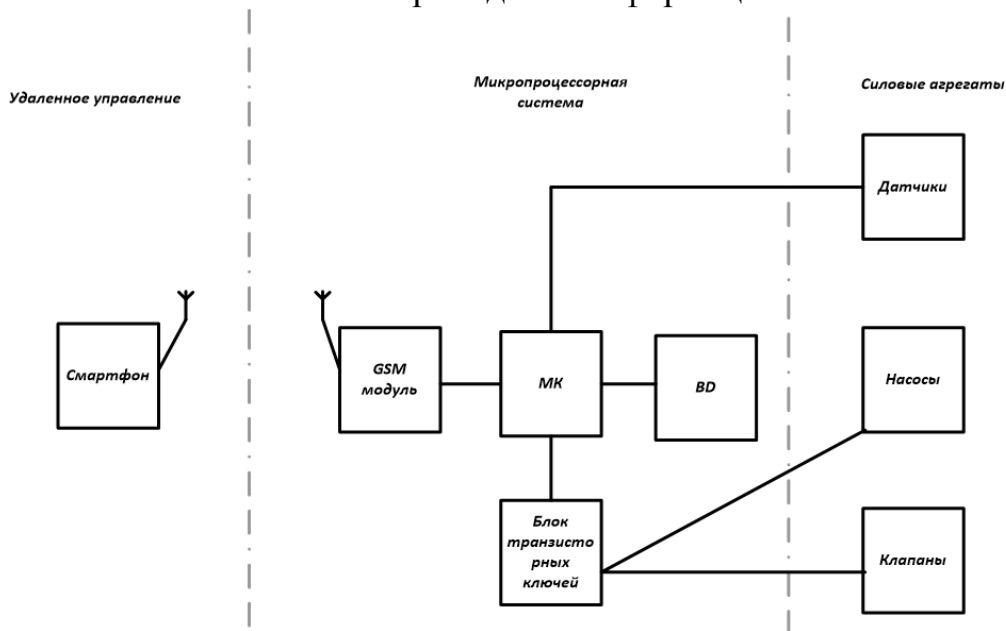 Удаленное управление
Микропроцессорная
система
Силовые агрегаты
Датчики
Смартфон
GSM
модуль
МК
BD
Насосы
Блок
транзисто
рных
ключей
Клапаны